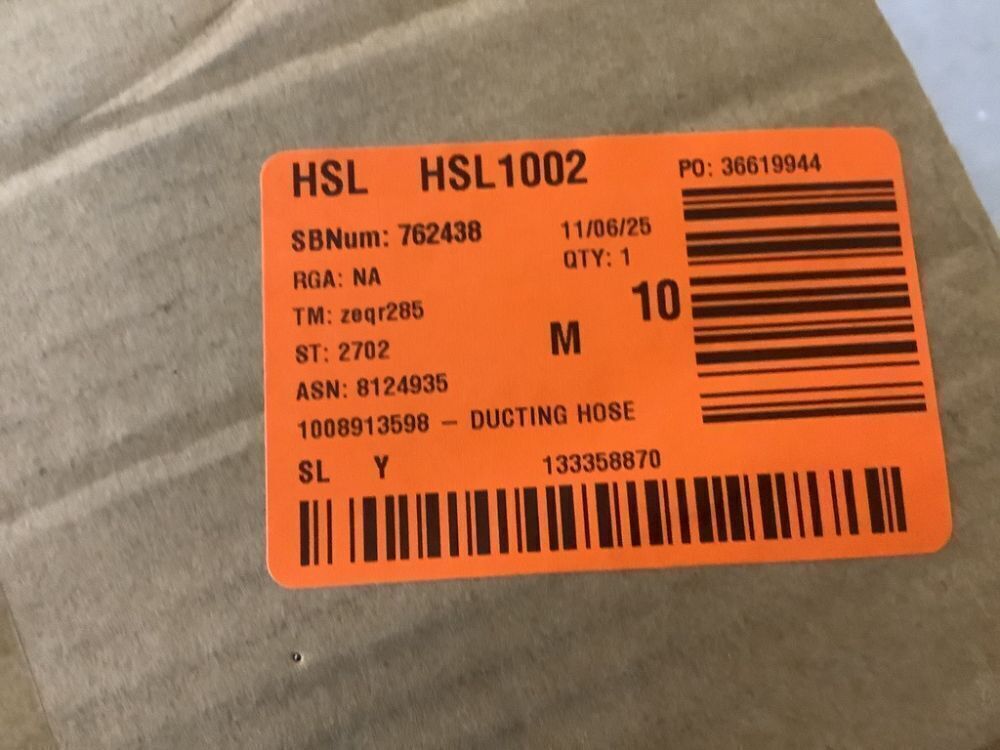 HSL HSL1002 PO: 36619944
SBNum: 762438 11/06/25
RGA: NA QTY: 1
TM: zeqr285 10
ST: 2702 M
ASN: 8124935
1008913598 – DUCTING HOSE
SL Y 133358870